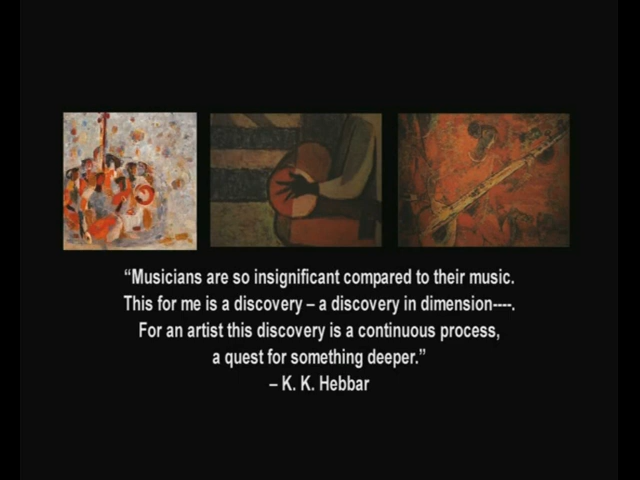 “Musicians are so insignificant compared to their music.
This for me is a discovery – a discovery in dimension----.
For an artist this discovery is a continuous process,
a quest for something deeper.”
– K. K. Hebbar